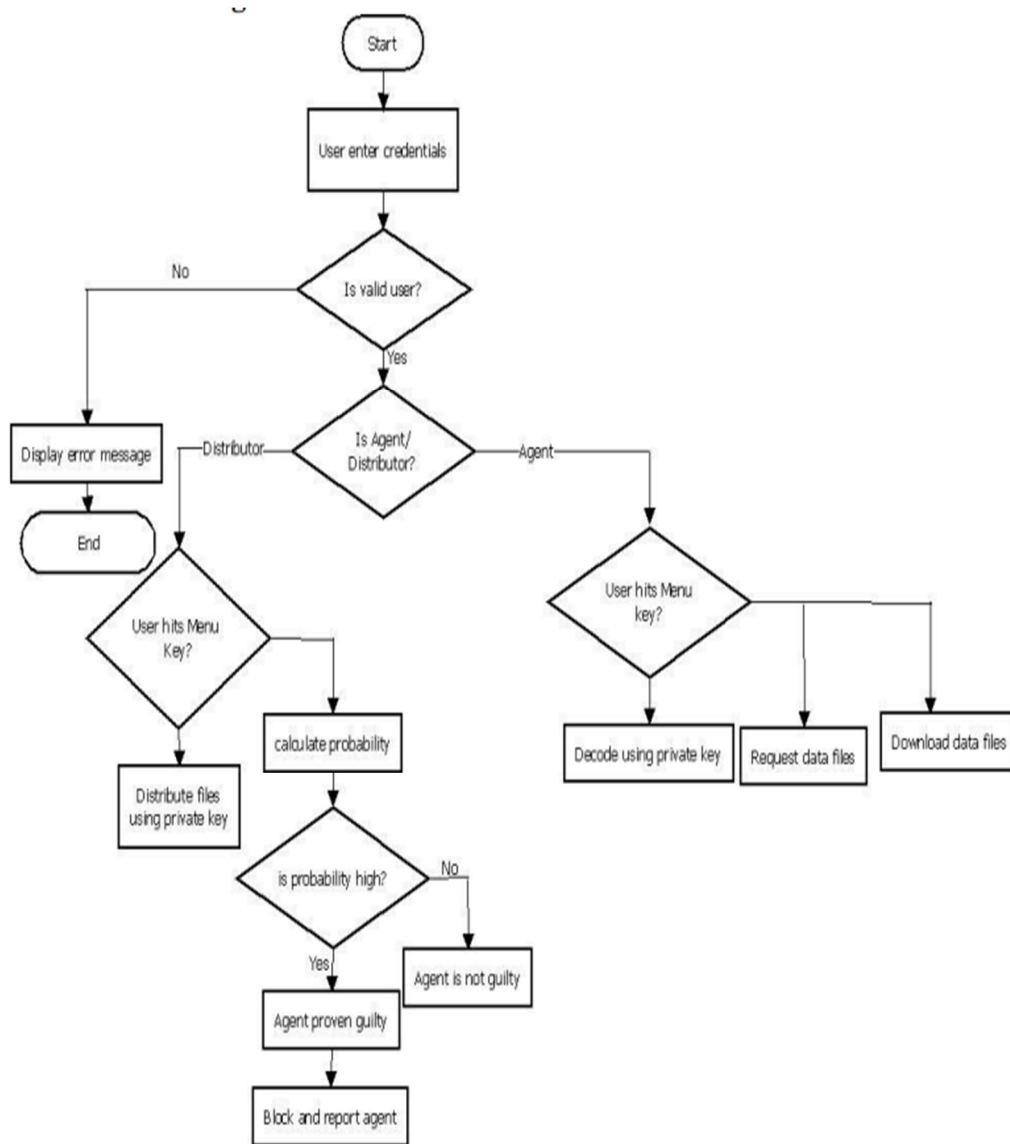 Start
User enter credentials
Is valid user?
No
Yes
Is Agent/
Distributor?
Distributor
Agent
Display error message
End
User hits Menu
Key?
User hits Menu
key?
calculate probability
Distribute files
using private key
Decode using private key
Request data files
Download data files
is probability high?
No
Yes
Agent is not guilty
Agent proven guilty
Block and report agent